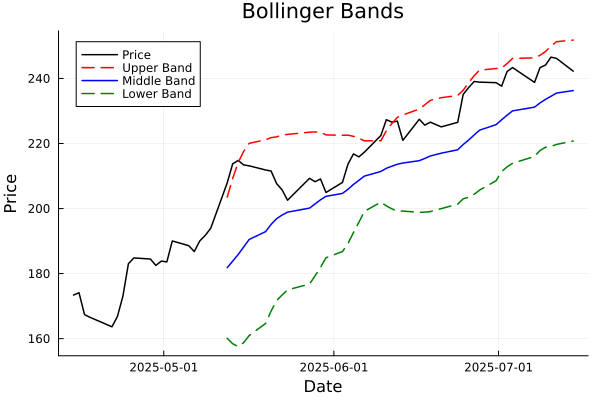 Bollinger Bands
Price
Upper Band
Middle Band
Lower Band
240
220
200
180
160
Price
2025-05-01
2025-06-01
2025-07-01
Date